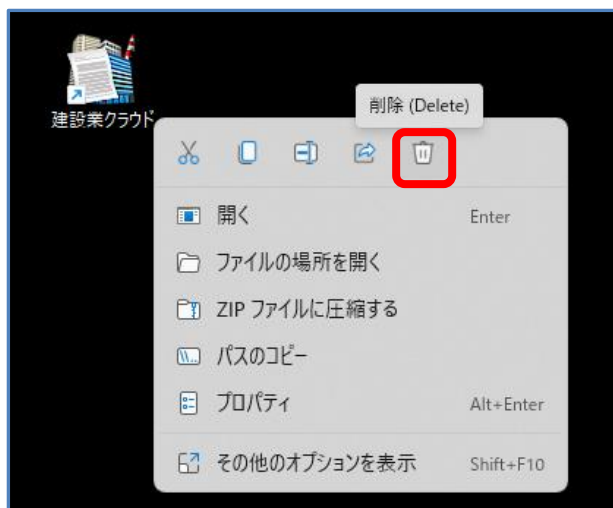 建設業クラウド
削除 (Delete)
開く Enter
ファイルの場所を開く
ZIP ファイルに圧縮する
パスのコピー
プロパティ Alt+Enter
その他のオプションを表示 Shift+F10